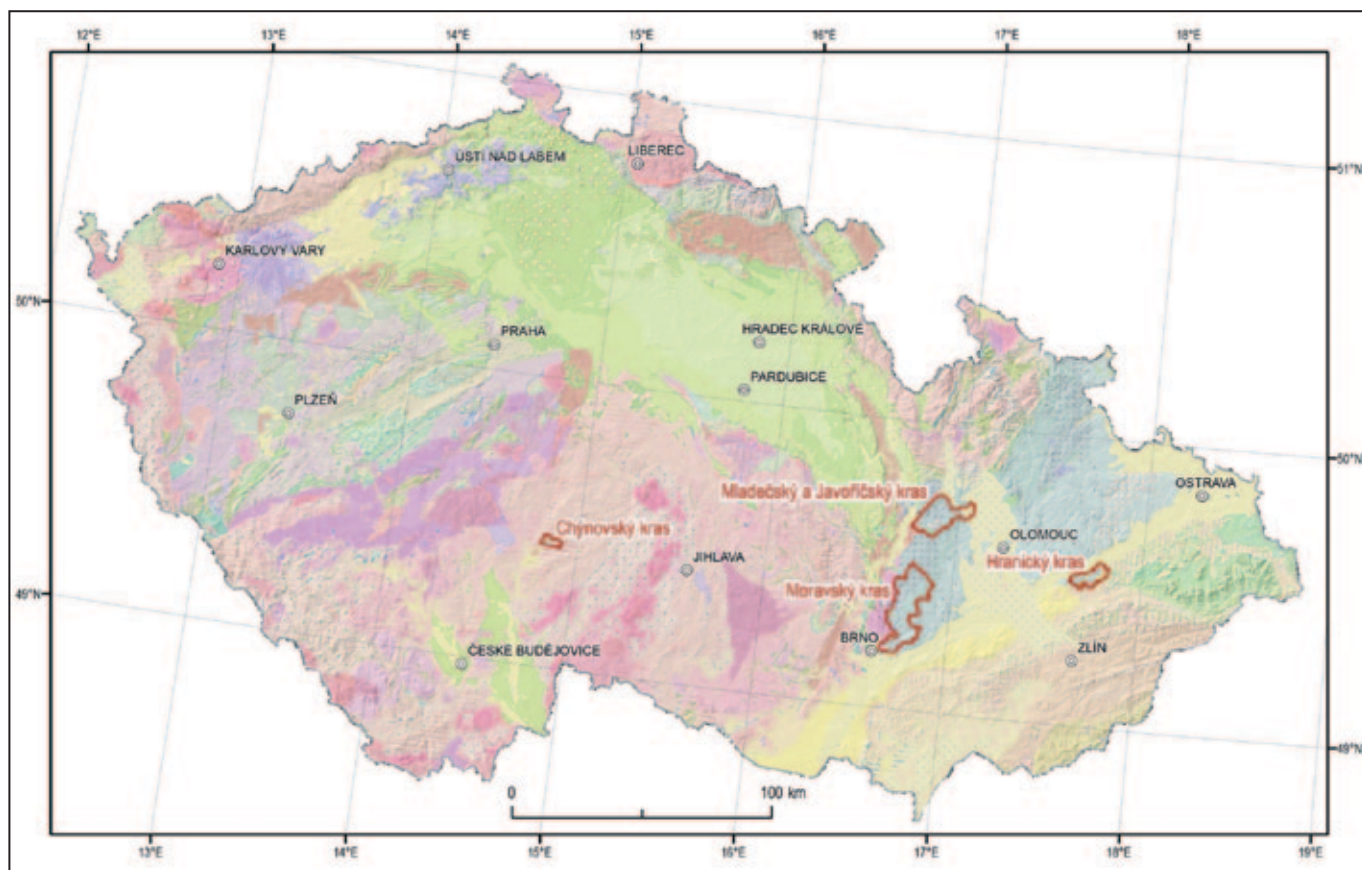 12°E 13°E 14°E 15°E 16°E 17°E 18°E
LIBEREC
ÚSTÍ NAD LABEM
51°N
51°N
KARLOVY VARY
50°N
HRADEC KRÁLOVÉ
PRAHA
PARDUBICE
PLZEŇ
50°N
OSTRAVA
Mladečský a Javoříčský kras
Chýnovský kras
OLOMOUC
JIHLAVA
Hranický kras
Moravský kras
49°N
BRNO
ZLÍN
ČESKÉ BUDĚJOVICE
49°N
0 100 km
13°E 14°E 15°E 16°E 17°E 18°E 19°E